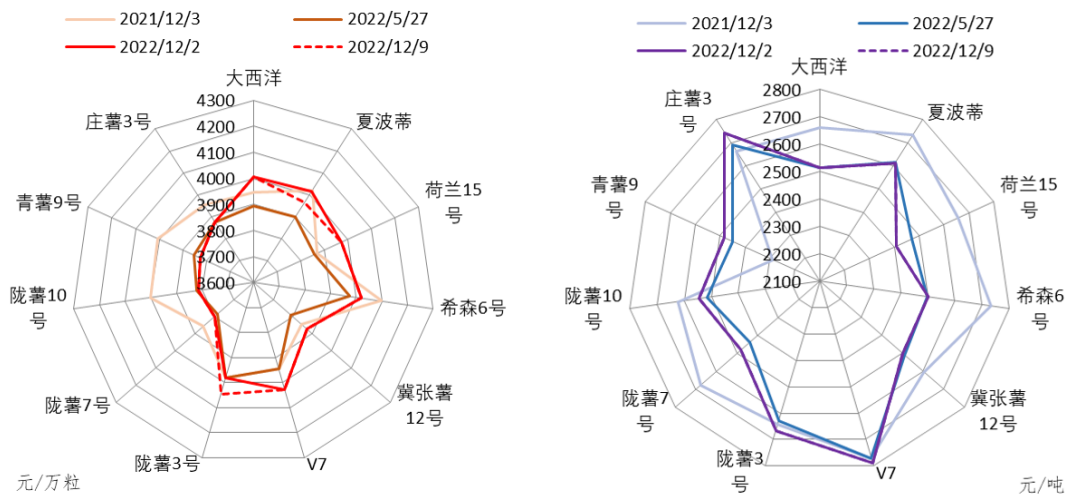 2021/12/3
2022/5/27
2022/12/2
2022/12/9
大西洋
夏波蒂
荷兰15
号
希森6号
冀张薯
12号
V7
陇薯3号
陇薯7号
陇薯10
号
青薯9号
庄薯3号
4300
4200
4100
4000
3900
3800
3700
3600
元/万粒
2021/12/3
2022/5/27
2022/12/2
2022/12/9
大西洋
夏波蒂
荷兰15
号
希森6
号
冀张薯
12号
V7
陇薯3
号
陇薯7
号
陇薯10
号
青薯9
号
庄薯3
号
2800
2700
2600
2500
2400
2300
2200
2100
元/吨